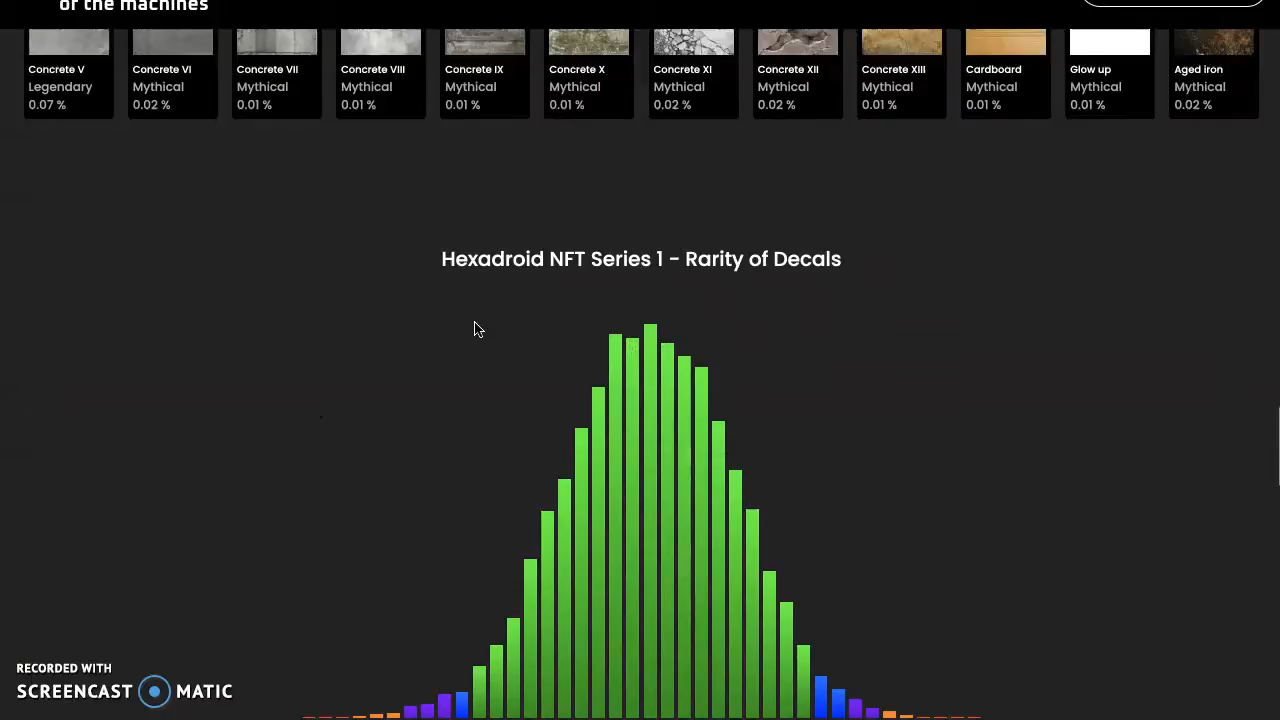 of the machines
Concrete V
Legendary
0.07 %
Concrete VI
Mythical
0.02 %
Concrete VII
Mythical
0.01 %
Concrete VIII
Mythical
0.01 %
Concrete IX
Mythical
0.01 %
Concrete X
Mythical
0.01 %
Concrete XI
Mythical
0.02 %
Concrete XII
Mythical
0.02 %
Concrete XIII
Mythical
0.01 %
Cardboard
Mythical
0.01 %
Glow up
Mythical
0.01 %
Aged iron
Mythical
0.02 %
Hexadroid NFT Series 1 - Rarity of Decals
RECORDED WITH
SCREENCAST MATIC